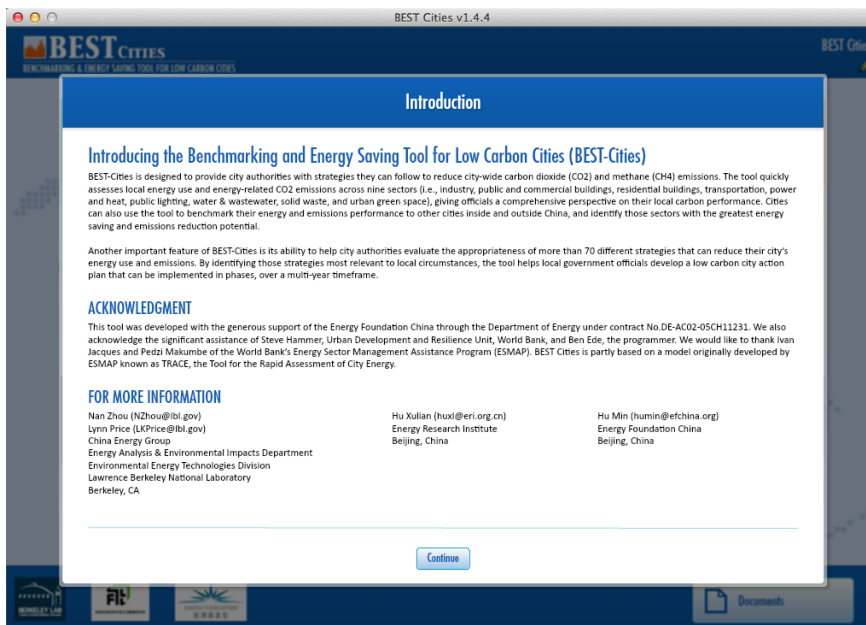 BEST Cities v1.4.4
BEST CITIES
BENCHMARKING & ENERGY SAVING TOOL FOR LOW CARBON CITIES
BEST Citie
Introduction
Introducing the Benchmarking and Energy Saving Tool for Low Carbon Cities (BEST-Cities)
BEST-Cities is designed to provide city authorities with strategies they can follow to reduce city-wide carbon dioxide (CO2) and methane (CH4) emissions. The tool quickly
assesses local energy use and energy-related CO2 emissions across nine sectors (i.e., industry, public and commercial buildings, residential buildings, transportation, power
and heat, public lighting, water & wastewater, solid waste, and urban green space), giving officials a comprehensive perspective on their local carbon performance. Cities
can also use the tool to benchmark their energy and emissions performance to other cities inside and outside China, and identify those sectors with the greatest energy
saving and emissions reduction potential.
Another important feature of BEST-Cities is its ability to help city authorities evaluate the appropriateness of more than 70 different strategies that can reduce their city's
energy use and emissions. By identifying those strategies most relevant to local circumstances, the tool helps local government officials develop a low carbon city action
plan that can be implemented in phases, over a multi-year timeframe.
ACKNOWLEDGMENT
This tool was developed with the generous support of the Energy Foundation China through the Department of Energy under contract No.DE-AC02-05CH11231. We also
acknowledge the significant assistance of Steve Hammer, Urban Development and Resilience Unit, World Bank, and Ben Ede, the programmer. We would like to thank Ivan
Jacques and Pedzi Makumbe of the World Bank's Energy Sector Management Assistance Program (ESMAP). BEST Cities is partly based on a model originally developed by
ESMAP known as TRACE, the Tool for the Rapid Assessment of City Energy.
FOR MORE INFORMATION
Nan Zhou (NZhou@lbl.gov)
Lynn Price (LKPrice@lbl.gov)
China Energy Group
Energy Analysis & Environmental Impacts Department
Environmental Energy Technologies Division
Lawrence Berkeley National Laboratory
Berkeley, CA
Hu Xulian (huxl@eri.org.cn)
Energy Research Institute
Beijing, China
Hu Min (humin@efchina.org)
Energy Foundation China
Beijing, China
Continue
BERKELEY LAB
Documents